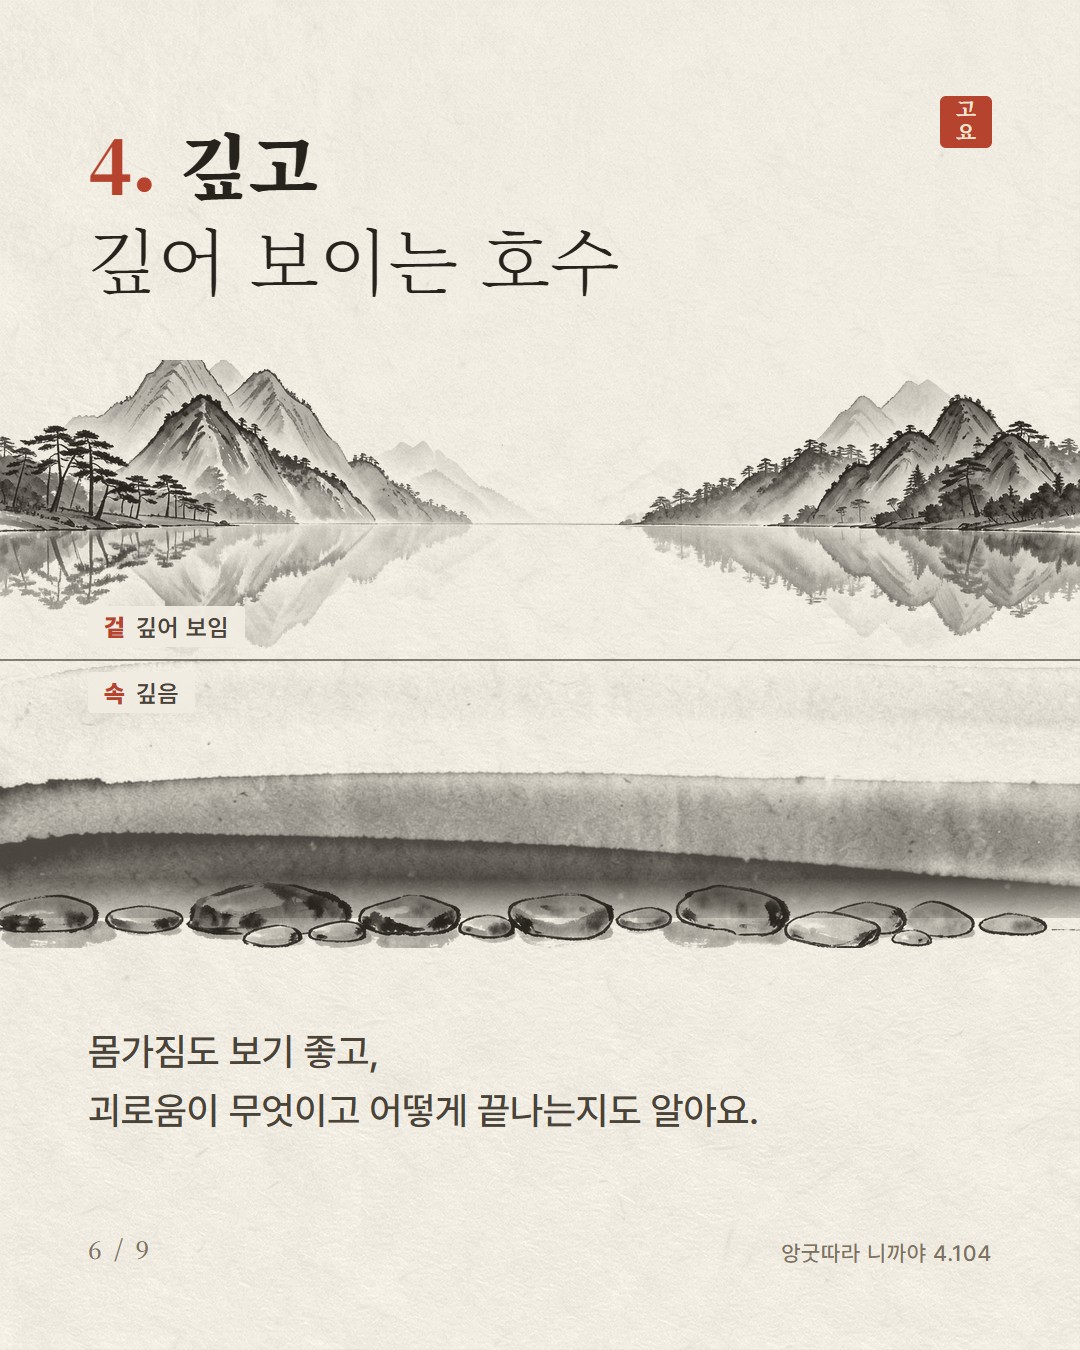 고
요
4. 깊고
깊어 보이는 호수
겉 깊어 보임
속 깊음
몸가짐도 보기 좋고,
괴로움이 무엇이고 어떻게 끝나는지도 알아요.
6 / 9
앙굿따라 니까야 4.104